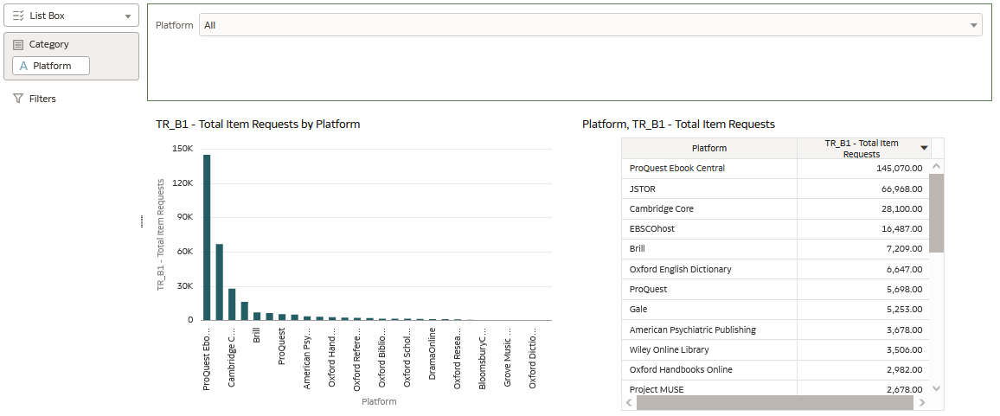 List Box
Category
A Platform
Filters
Platform All
TR_B1 - Total Item Requests by Platform
150K
120K
90K
60K
30K
0
TR_B1 - Total Item Requests
ProQuest Ebo...
Cambridge C...
Brill
ProQuest
American Psy...
Oxford Hand...
Oxford Refere...
Oxford Biblio...
Oxford Schol...
DramaOnline
Oxford Resea...
BloomsburyC...
Grove Music ...
Oxford Dictio...
Platform
Platform, TR_B1 - Total Item Requests
Platform TR_B1 - Total Item
Requests
ProQuest Ebook Central 145,070.00
JSTOR 66,968.00
Cambridge Core 28,100.00
EBSCOhost 16,487.00
Brill 7,209.00
Oxford English Dictionary 6,647.00
ProQuest 5,698.00
Gale 5,253.00
American Psychiatric Publishing 3,678.00
Wiley Online Library 3,506.00
Oxford Handbooks Online 2,982.00
Project MUSE 2,678.00